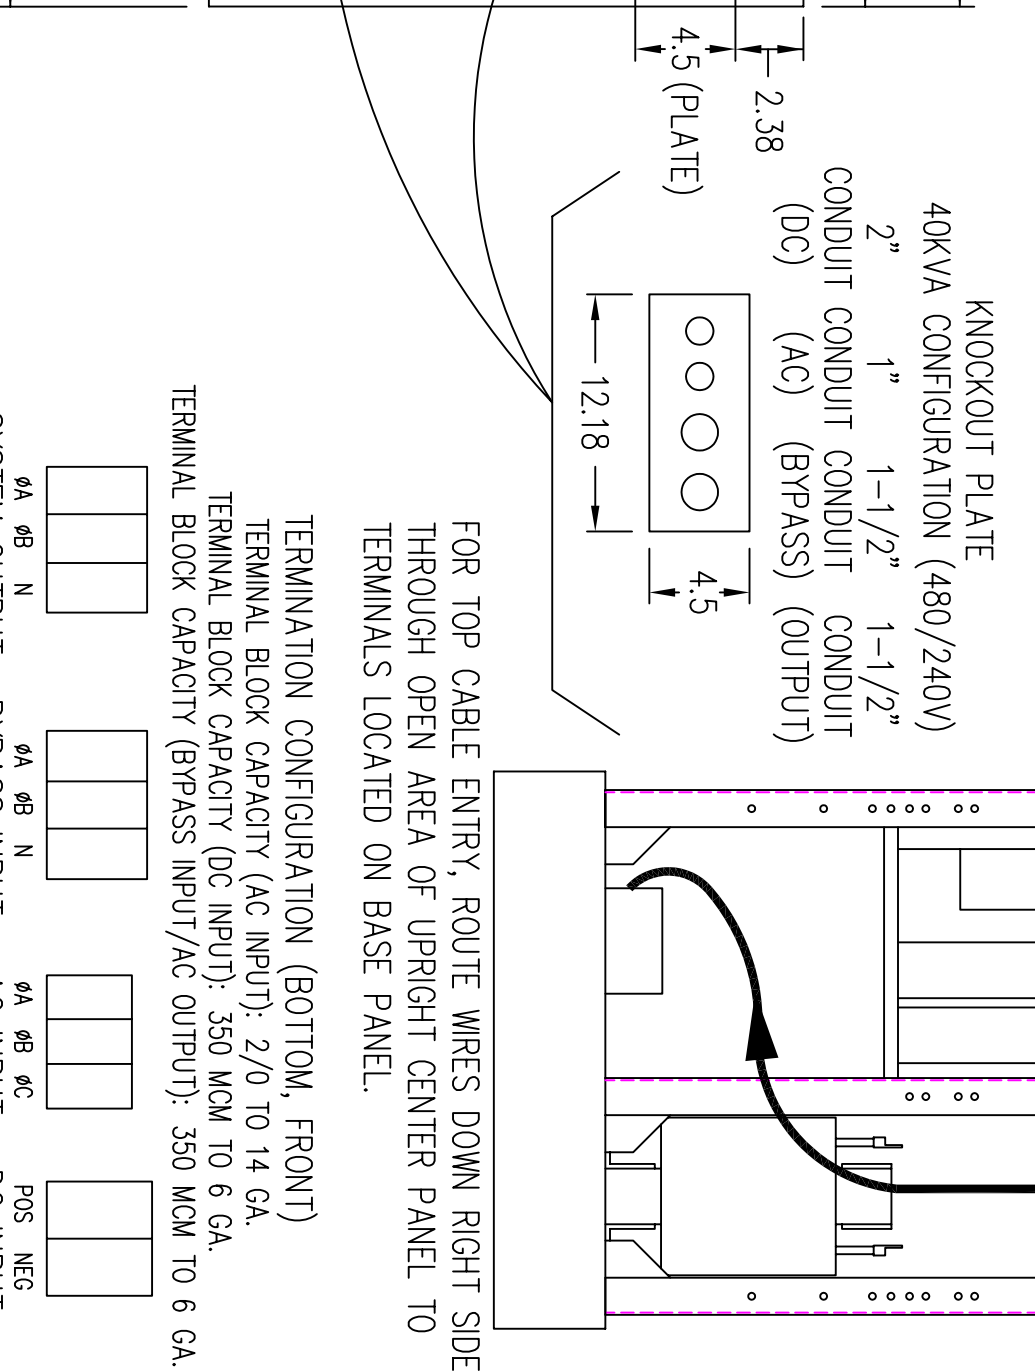 KNOCKOUT PLATE
40KVA CONFIGURATION (480/240V)
2" 1" 1-1/2" 1-1/2"
CONDUIT CONDUIT CONDUIT CONDUIT
(DC) (AC) (BYPASS) (OUTPUT)
2.38
4.5 (PLATE)
4.5
12.18
FOR TOP CABLE ENTRY, ROUTE WIRES DOWN RIGHT SIDE
THROUGH OPEN AREA OF UPRIGHT CENTER PANEL TO
TERMINALS LOCATED ON BASE PANEL.
TERMINATION CONFIGURATION (BOTTOM, FRONT)
TERMINAL BLOCK CAPACITY (AC INPUT): 2/0 TO 14 GA.
TERMINAL BLOCK CAPACITY (DC INPUT): 350 MCM TO 6 GA.
TERMINAL BLOCK CAPACITY (BYPASS INPUT/AC OUTPUT): 350 MCM TO 6 GA.
øA øB N
øA øB N
øA øB øC
POS NEG